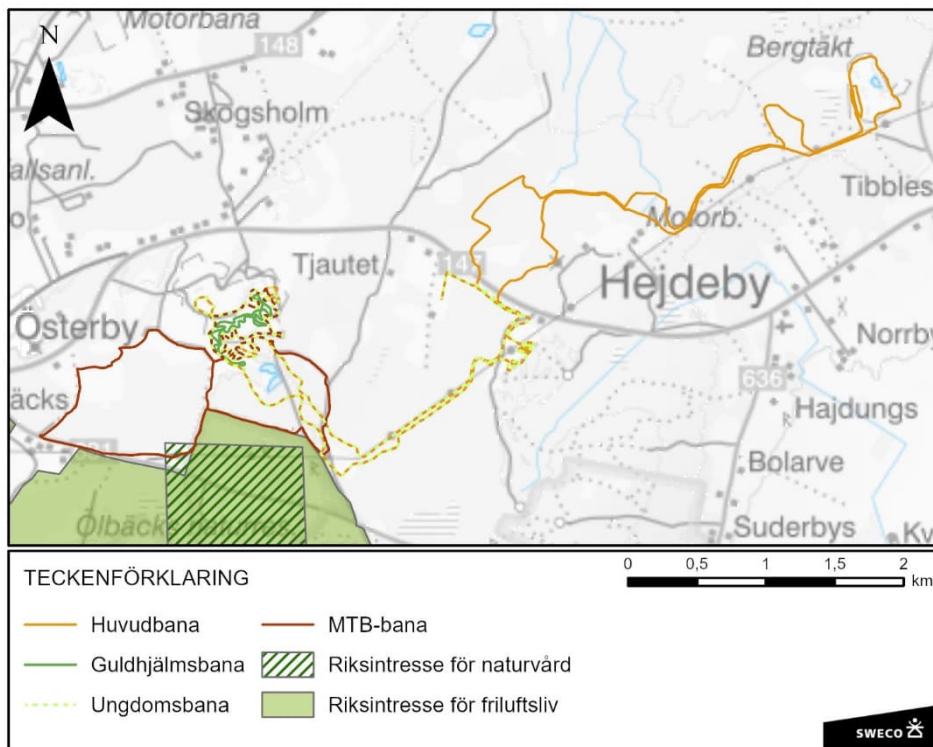 Motorbana
N
148
Bergtäkt
Skogsholm
allsanl.
Tibbles
Motorb.
Tjautet
147
Hejdeby
Österby
Norrby
äcks
636
Hajdungs
Bolarve
Suderbys
Kv
TECKENFÖRKLARING
0 0,5 1 1,5 2
km
Huvudbana
MTB-bana
Guldhjälmsbana
Riksintresse för naturvård
Ungdomsbana
Riksintresse för friluftsliv
SWECO